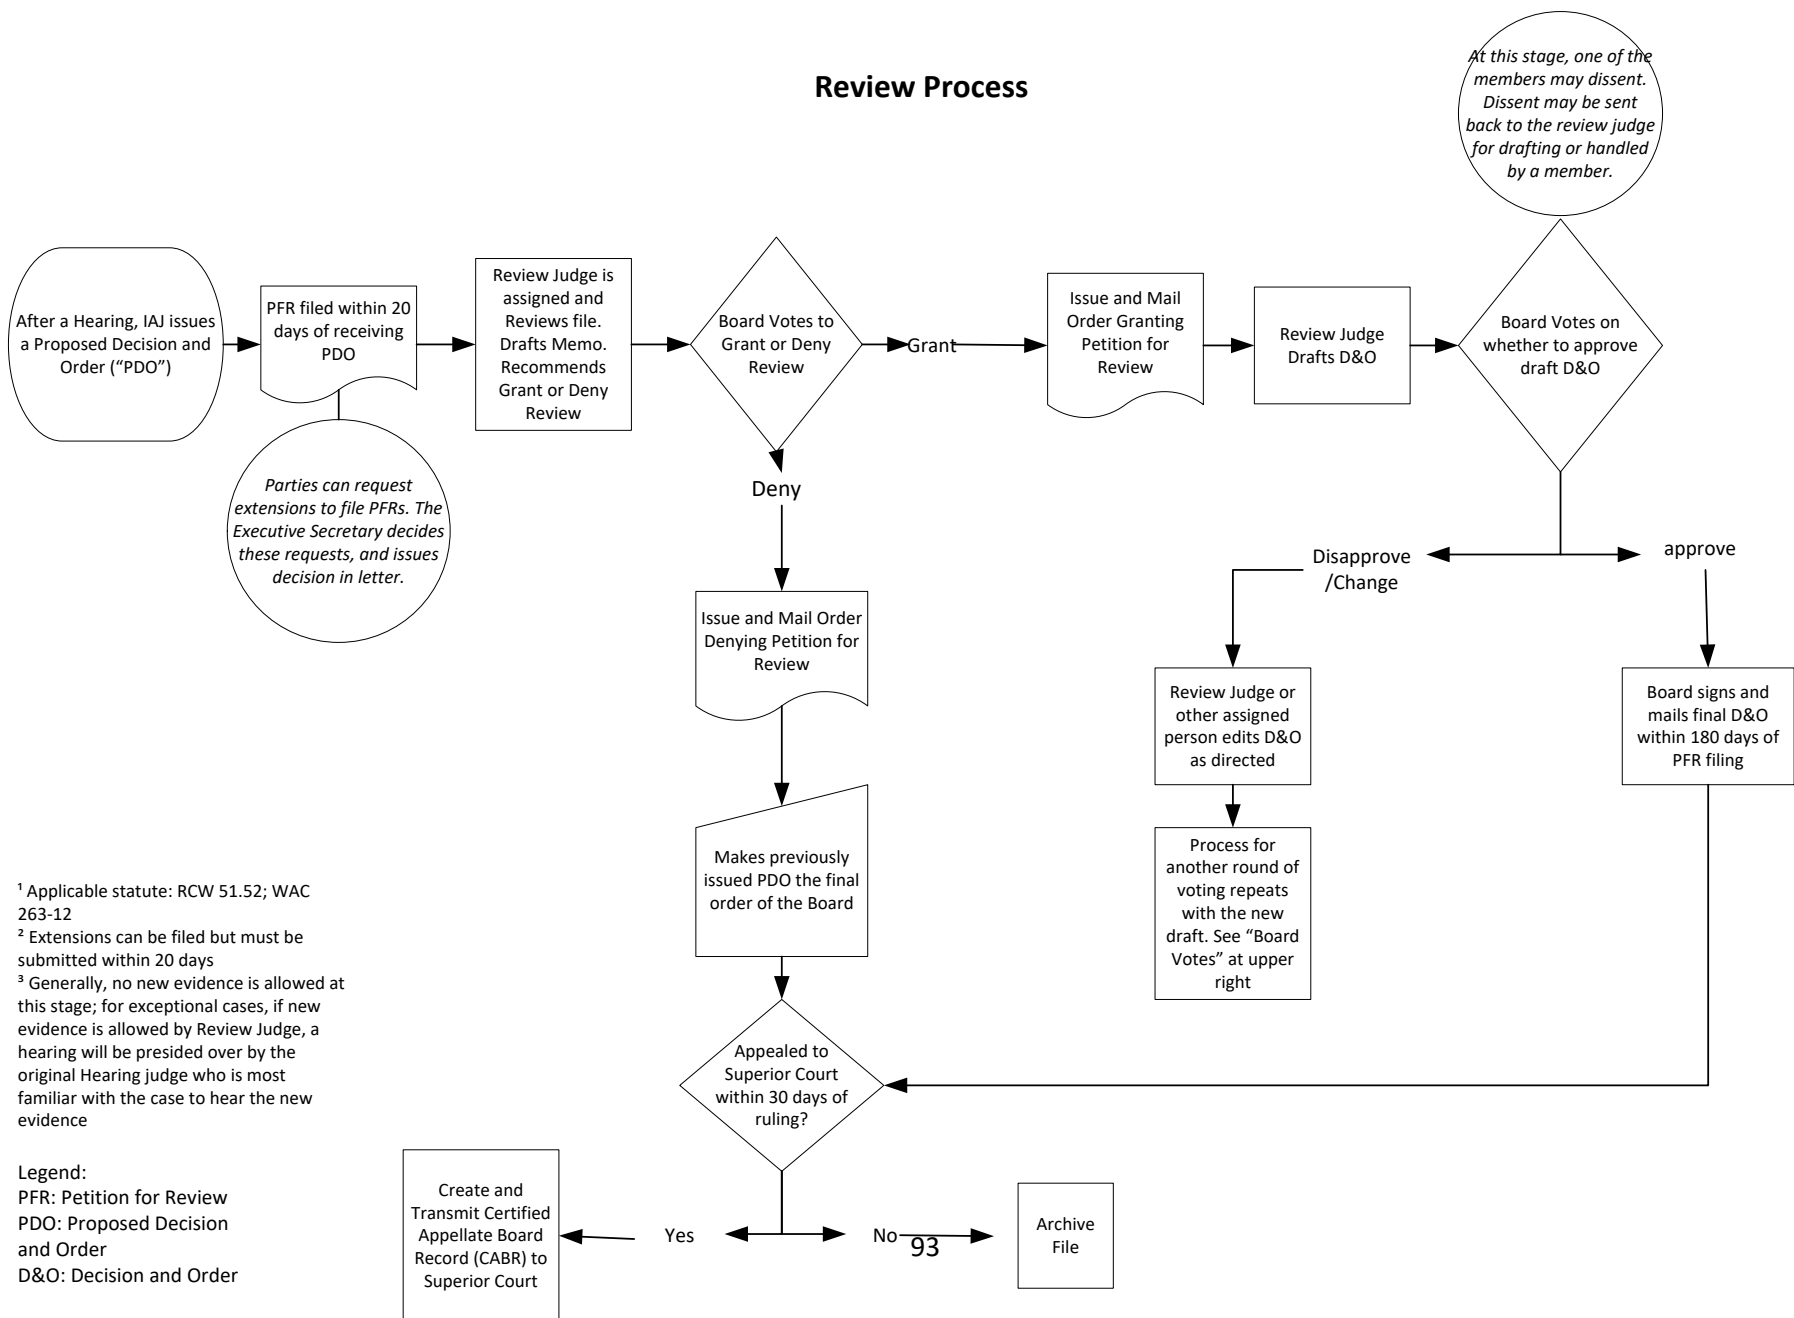 Review Process
At this stage, one of the
members may dissent.
Dissent may be sent
back to the review judge
for drafting or handled
by a member.
After a Hearing, IAJ issues
a Proposed Decision and
Order (“PDO”)
PFR filed within 20
days of receiving
PDO
Parties can request
extensions to file PFRs. The
Executive Secretary decides
these requests, and issues
decision in letter.
Review Judge is
assigned and
Reviews file.
Drafts Memo.
Recommends
Grant or Deny
Review
Board Votes to
Grant or Deny
Review
Grant
Issue and Mail
Order Granting
Petition for
Review
Review Judge
Drafts D&O
Board Votes on
whether to approve
draft D&O
Deny
Issue and Mail Order
Denying Petition for
Review
Makes previously
issued PDO the final
order of the Board
Disapprove
/Change
approve
Review Judge or
other assigned
person edits D&O
as directed
Process for
another round of
voting repeats
with the new
draft. See “Board
Votes” at upper
right
Board signs and
mails final D&O
within 180 days of
PFR filing
Appealed to
Superior Court
within 30 days of
ruling?
Yes
No
Create and
Transmit Certified
Appellate Board
Record (CABR) to
Superior Court
Archive
File
¹ Applicable statute: RCW 51.52; WAC
263-12
² Extensions can be filed but must be
submitted within 20 days
³ Generally, no new evidence is allowed at
this stage; for exceptional cases, if new
evidence is allowed by Review Judge, a
hearing will be presided over by the
original Hearing judge who is most
familiar with the case to hear the new
evidence
Legend:
PFR: Petition for Review
PDO: Proposed Decision
and Order
D&O: Decision and Order
93